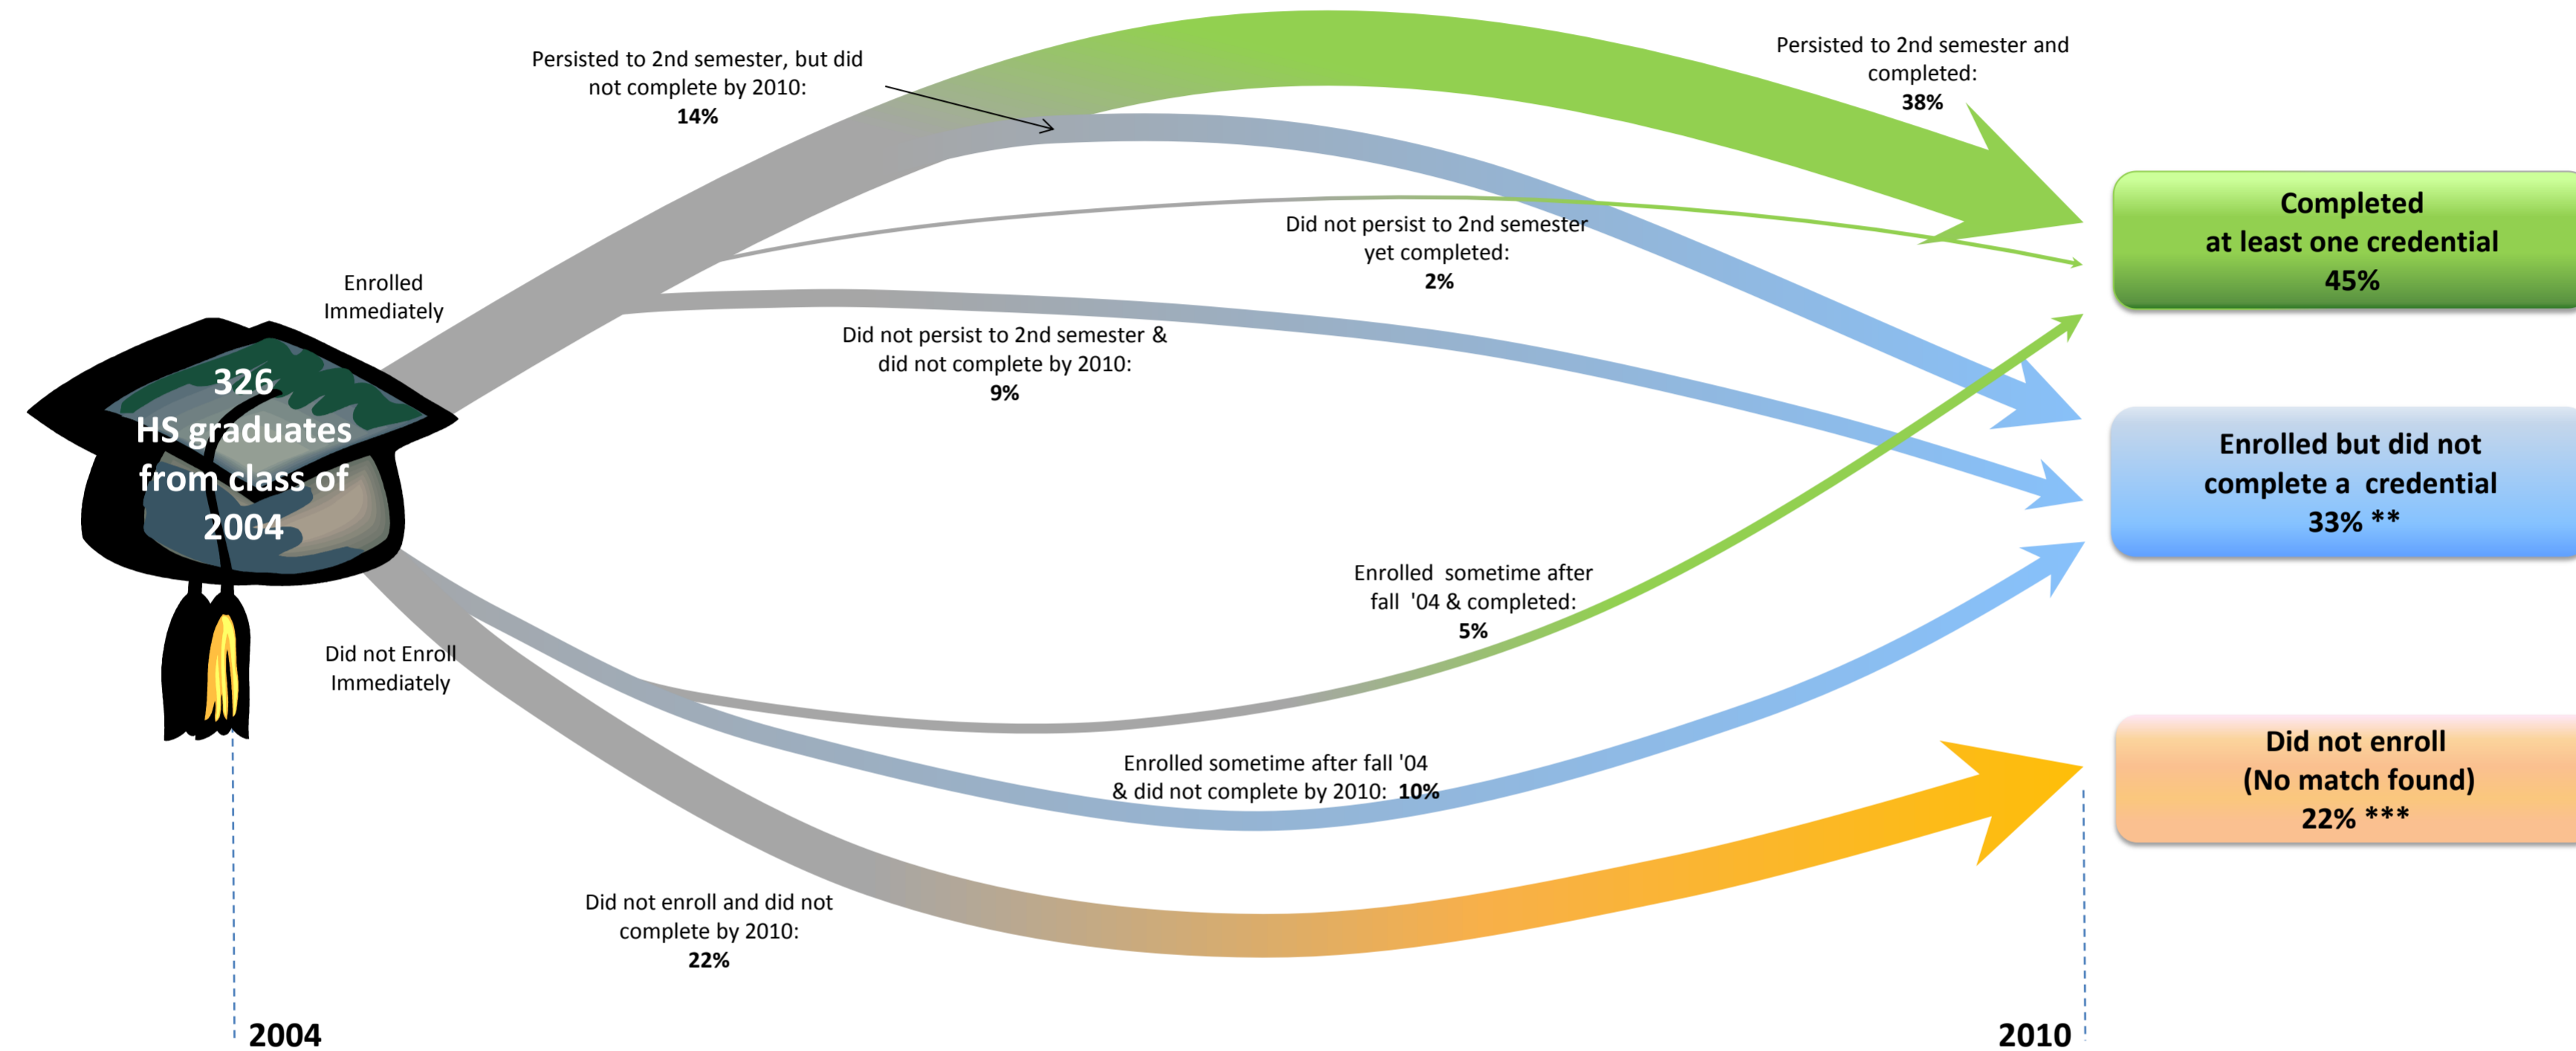 Persisted to 2nd semester, but did
not complete by 2010:
14%
Persisted to 2nd semester and
completed:
38%
Completed
at least one credential
45%
Did not persist to 2nd semester
yet completed:
2%
Enrolled
Immediately
Did not persist to 2nd semester &
did not complete by 2010:
9%
326
HS graduates
from class of
2004
Enrolled but did not
complete a credential
33% **
Enrolled sometime after
fall '04 & completed:
5%
Did not Enroll
Immediately
Enrolled sometime after fall '04
& did not complete by 2010: 10%
Did not enroll
(No match found)
22% ***
Did not enroll and did not
complete by 2010:
22%
2004
2010